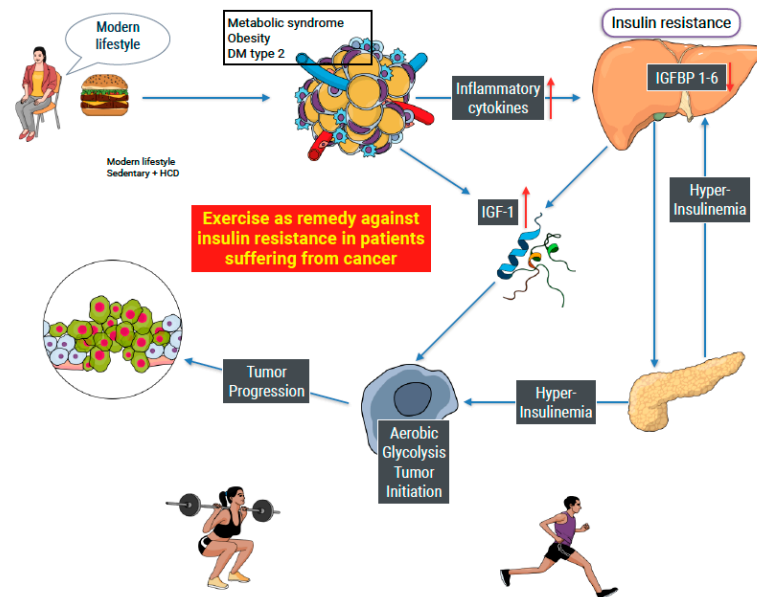 Modern
lifestyle
Metabolic syndrome
Obesity
DM type 2
Insulin resistance
IGFBP 1-6
Inflammatory
cytokines
Modern lifestyle
Sedentary + HCD
Hyper-
Insulinemia
IGF-1
Exercise as remedy against
insulin resistance in patients
suffering from cancer
Tumor
Progression
Hyper-
Insulinemia
Aerobic
Glycolysis
Tumor
Initiation